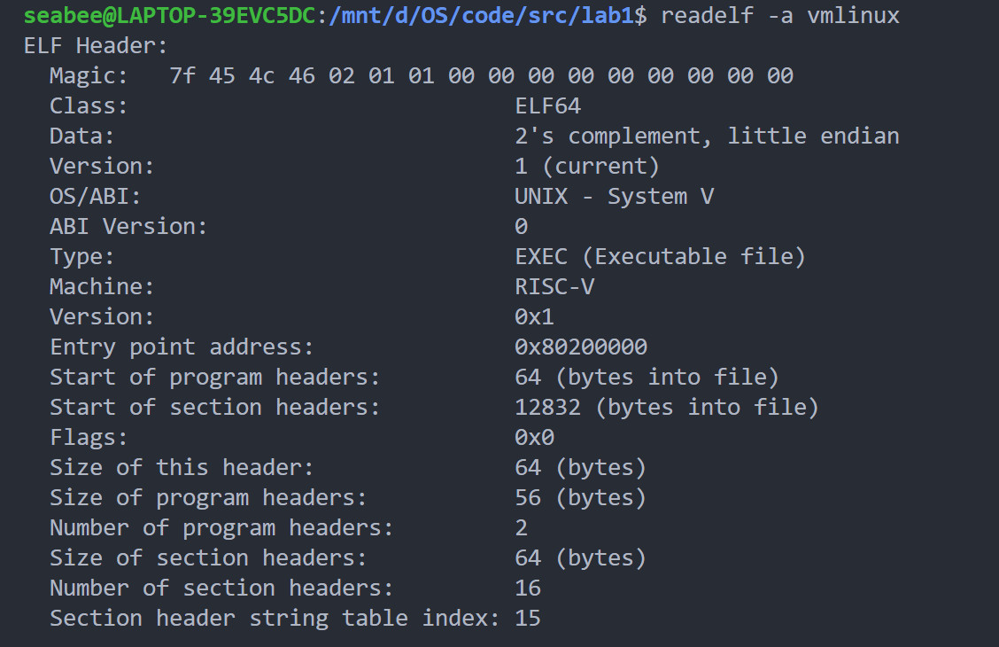 seabee@LAPTOP-39EVC5DC:/mnt/d/OS/code/src/lab1$ readelf -a vmlinux
ELF Header:
  Magic:   7f 45 4c 46 02 01 01 00 00 00 00 00 00 00 00 00
  Class:                             ELF64
  Data:                              2's complement, little endian
  Version:                           1 (current)
  OS/ABI:                            UNIX - System V
  ABI Version:                       0
  Type:                              EXEC (Executable file)
  Machine:                           RISC-V
  Version:                           0x1
  Entry point address:               0x80200000
  Start of program headers:          64 (bytes into file)
  Start of section headers:          12832 (bytes into file)
  Flags:                             0x0
  Size of this header:               64 (bytes)
  Size of program headers:           56 (bytes)
  Number of program headers:         2
  Size of section headers:           64 (bytes)
  Number of section headers:         16
  Section header string table index: 15